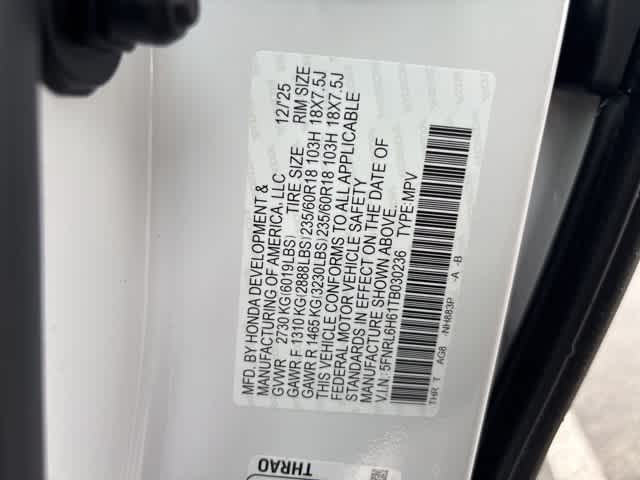 MFD. BY HONDA DEVELOPMENT &
MANUFACTURING OF AMERICA, LLC 12/25
GVWR 2730 KG(6019LBS) TIRE SIZE RIM SIZE
GAWR F 1310 KG(2888LBS)235/60R18 103H 18X7.5J
GAWR R 1465 KG(3230LBS)235/60R18 103H 18X7.5J
THIS VEHICLE CONFORMS TO ALL APPLICABLE
FEDERAL MOTOR VEHICLE SAFETY
STANDARDS IN EFFECT ON THE DATE OF
MANUFACTURE SHOWN ABOVE.
V.I.N.:5FNRL6H61TB030236 TYPE:MPV
THR T AG8 NH883P -A -B
THRA0